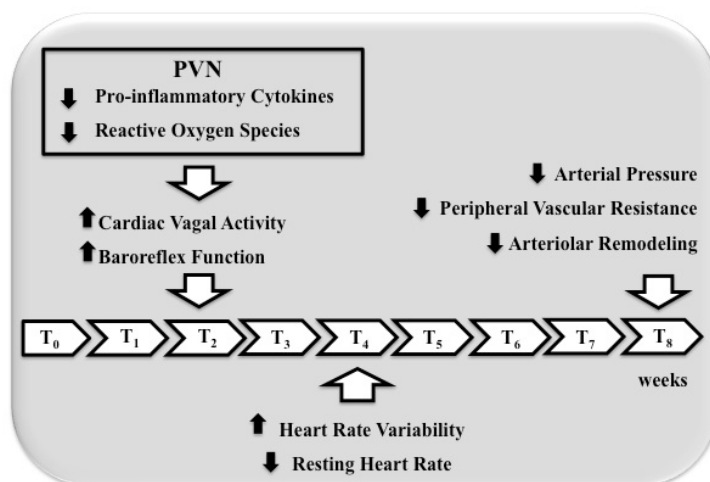 PVN
Pro-inflammatory Cytokines
Reactive Oxygen Species
Cardiac Vagal Activity
Baroreflex Function
Arterial Pressure
Peripheral Vascular Resistance
Arteriolar Remodeling
T₀ T₁ T₂ T₃ T₄ T₅ T₆ T₇ T₈
weeks
Heart Rate Variability
Resting Heart Rate